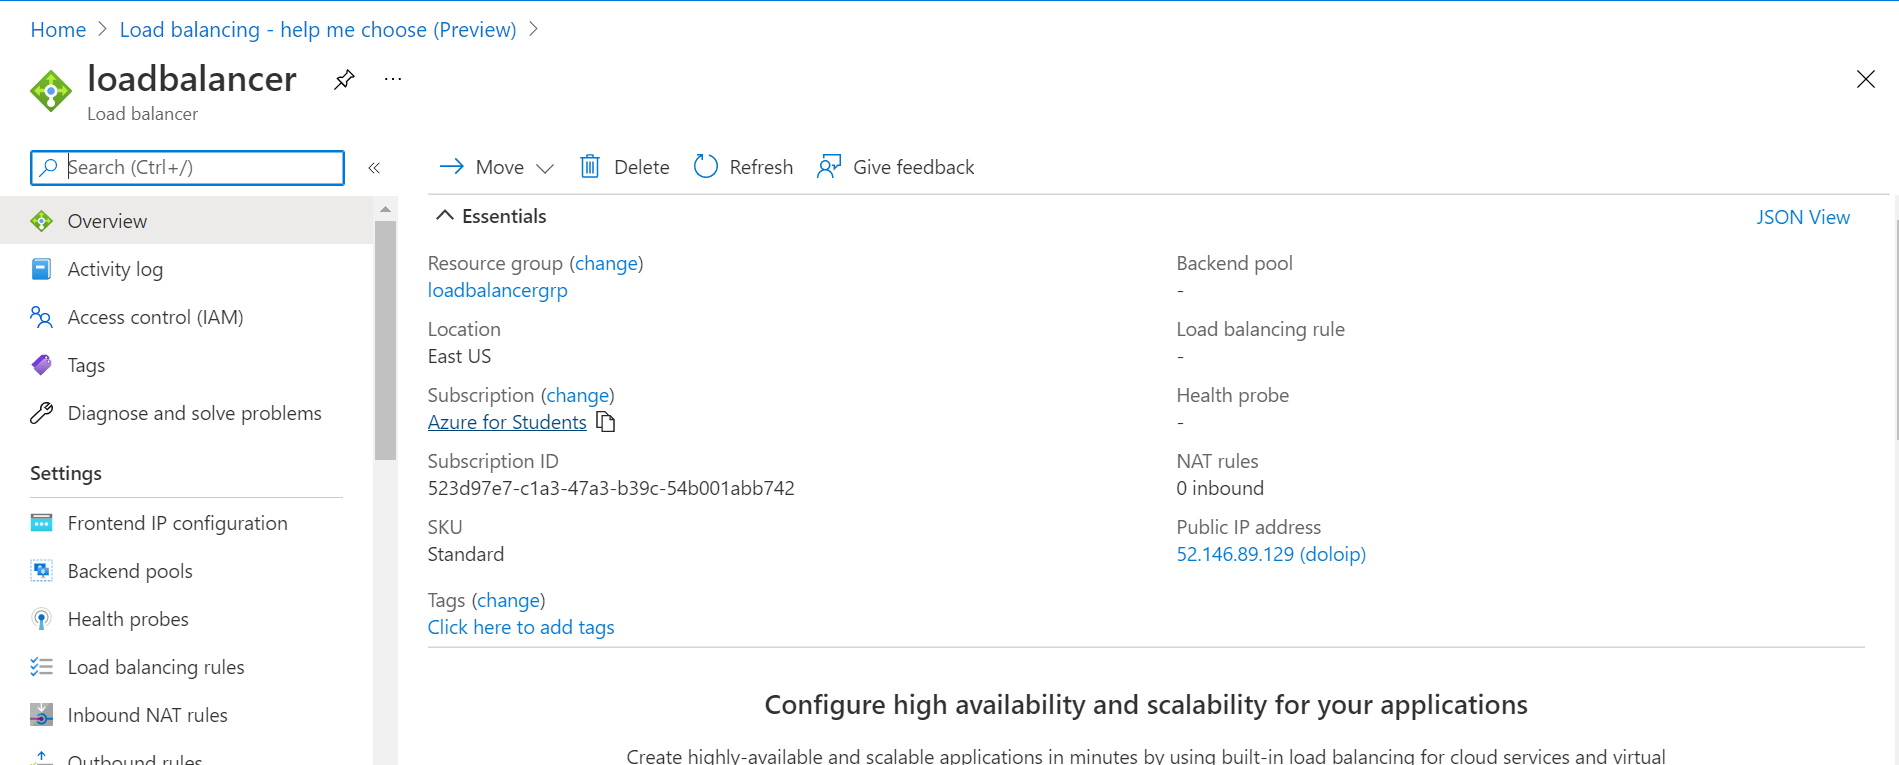 Home > Load balancing - help me choose (Preview) >
loadbalancer ...
Load balancer
Search (Ctrl+/)
«
Move
Delete
Refresh
Give feedback
Overview
Activity log
Access control (IAM)
Tags
Diagnose and solve problems
Settings
Frontend IP configuration
Backend pools
Health probes
Load balancing rules
Inbound NAT rules
Outbound rules
Essentials
JSON View
Resource group (change)
loadbalancergrp
Location
East US
Subscription (change)
Azure for Students
Subscription ID
523d97e7-c1a3-47a3-b39c-54b001abb742
SKU
Standard
Tags (change)
Click here to add tags
Backend pool
-
Load balancing rule
-
Health probe
-
NAT rules
0 inbound
Public IP address
52.146.89.129 (doloip)
Configure high availability and scalability for your applications
Create highly-available and scalable applications in minutes by using built-in load balancing for cloud services and virtual